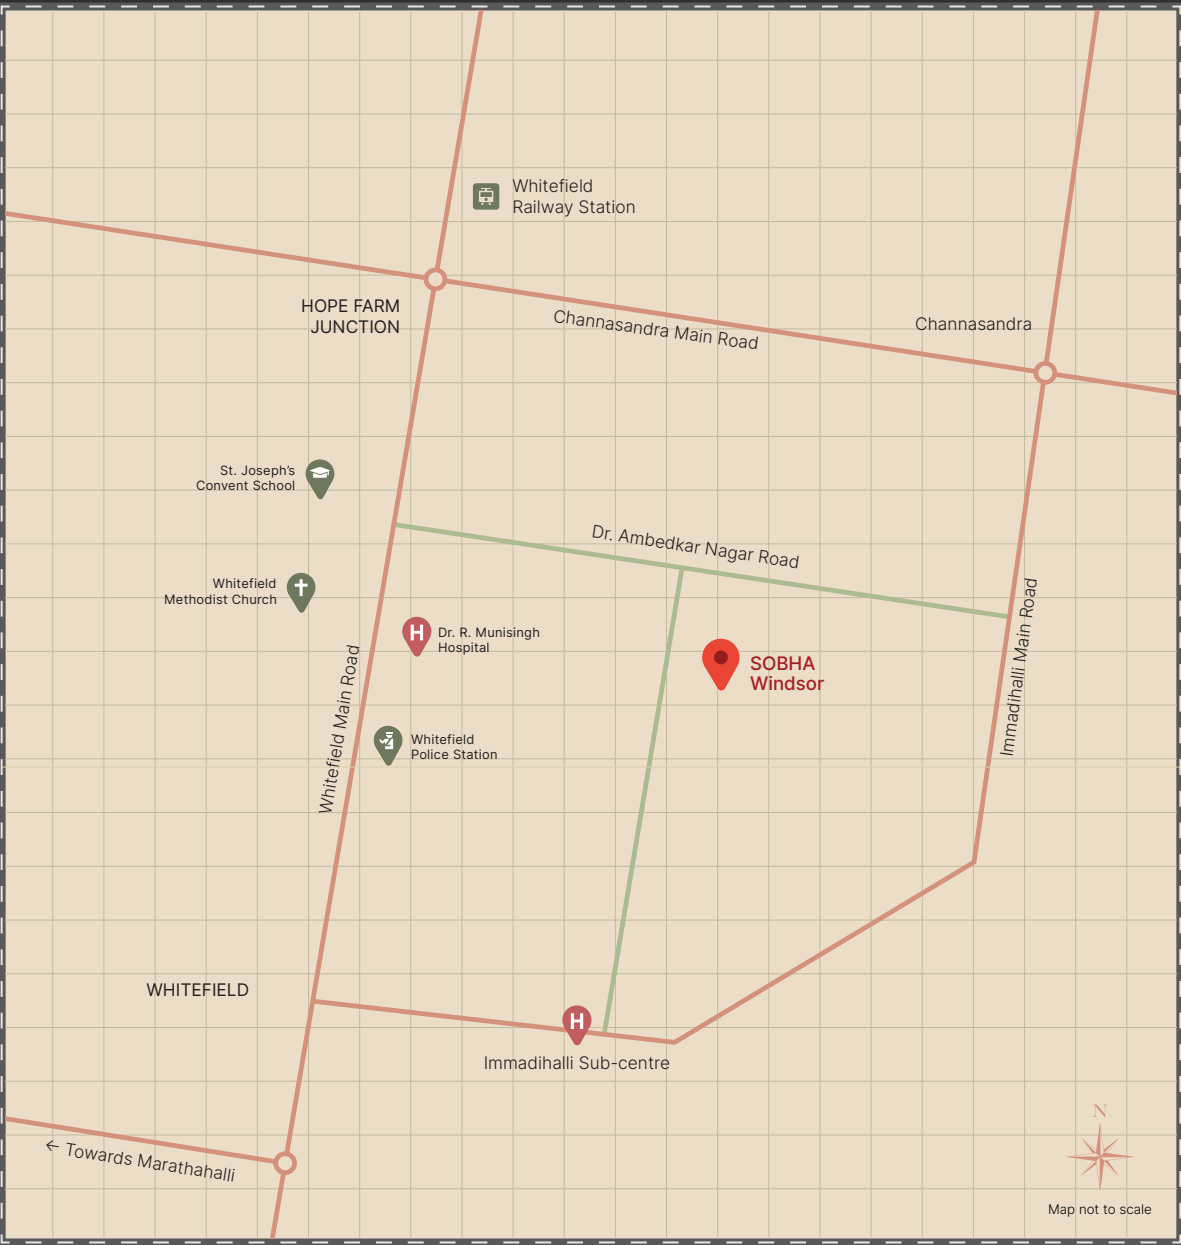 Whitefield
Railway Station
HOPE FARM
JUNCTION
Channasandra Main Road
Channasandra
St. Joseph's
Convent School
Dr. Ambedkar Nagar Road
Whitefield
Methodist Church
H
Dr. R. Munisingh
Hospital
SOBHA
Windsor
Immadihalli Main Road
Whitefield Main Road
Whitefield
Police Station
WHITEFIELD
H
Immadihalli Sub-centre
N
← Towards Marathahalli
Map not to scale